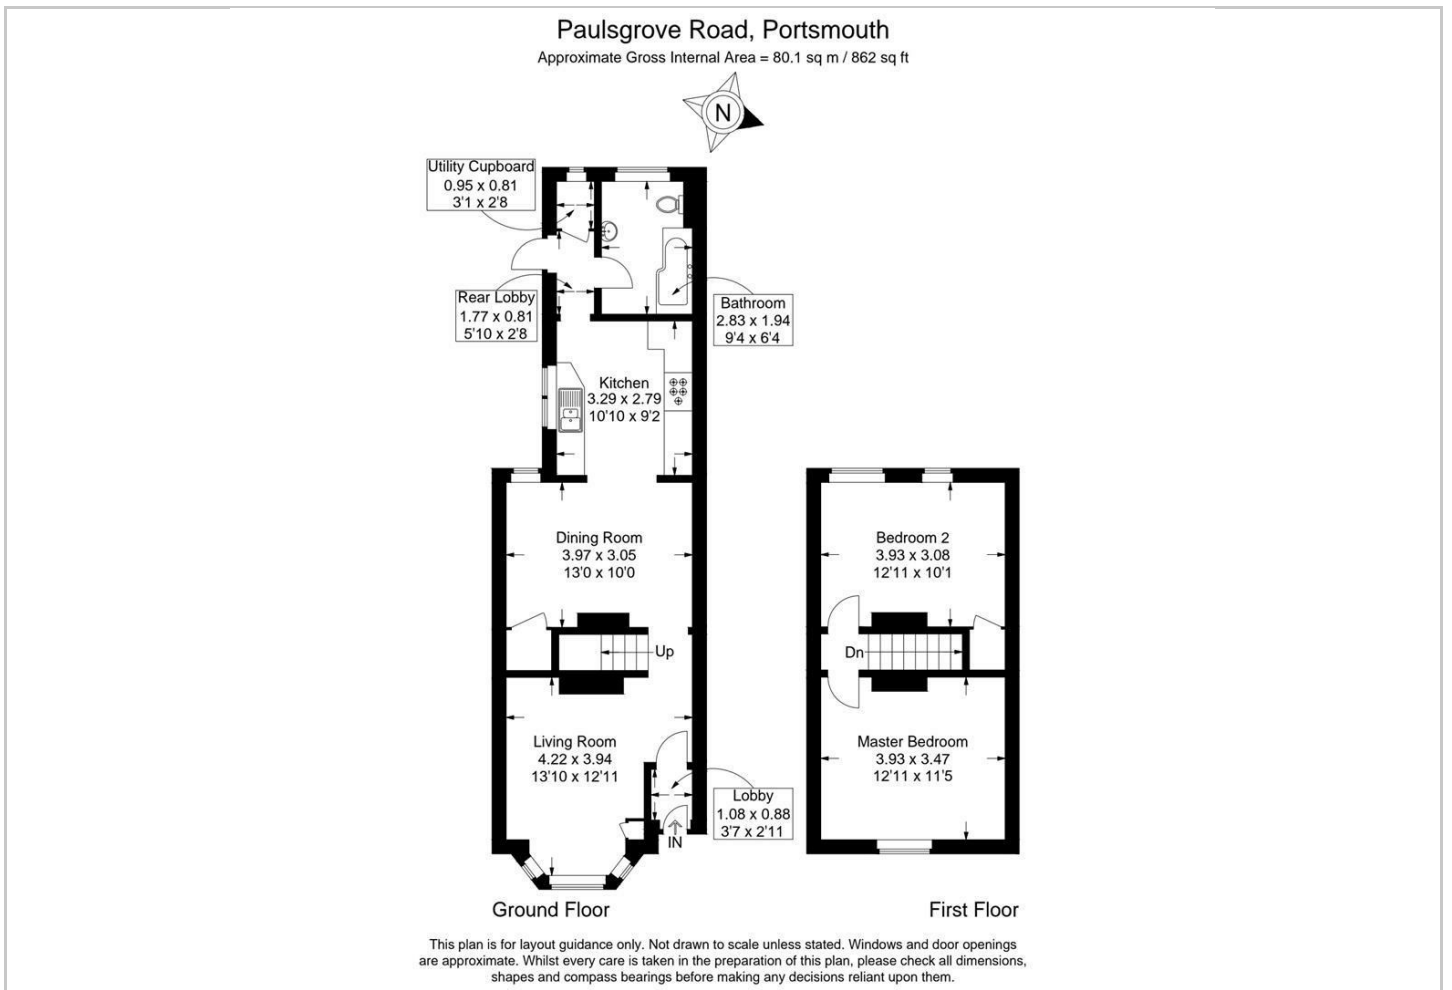 Paulsgrove Road, Portsmouth
Approximate Gross Internal Area = 80.1 sq m / 862 sq ft
N
Utility Cupboard
0.95 x 0.81
3'1 x 2'8
Rear Lobby
1.77 x 0.81
5'10 x 2'8
Bathroom
2.83 x 1.94
9'4 x 6'4
Kitchen
3.29 x 2.79
10'10 x 9'2
Dining Room
3.97 x 3.05
13'0 x 10'0
Up
Living Room
4.22 x 3.94
13'10 x 12'11
Lobby
1.08 x 0.88
3'7 x 2'11
IN
Bedroom 2
3.93 x 3.08
12'11 x 10'1
Dn
Master Bedroom
3.93 x 3.47
12'11 x 11'5
Ground Floor
First Floor
This plan is for layout guidance only. Not drawn to scale unless stated. Windows and door openings
are approximate. Whilst every care is taken in the preparation of this plan, please check all dimensions,
shapes and compass bearings before making any decisions reliant upon them.